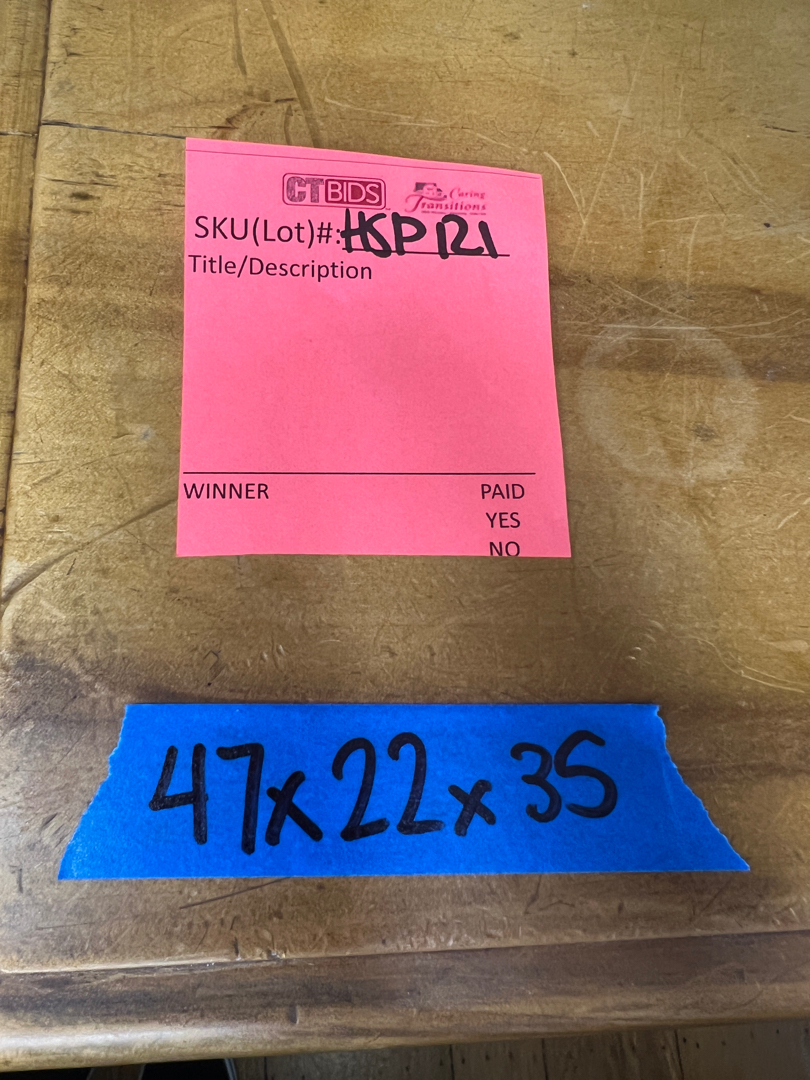 CTBIDS
Caring Transitions
SKU(Lot)#: HSP121
Title/Description
WINNER PAID
YES
NO
47x22x35